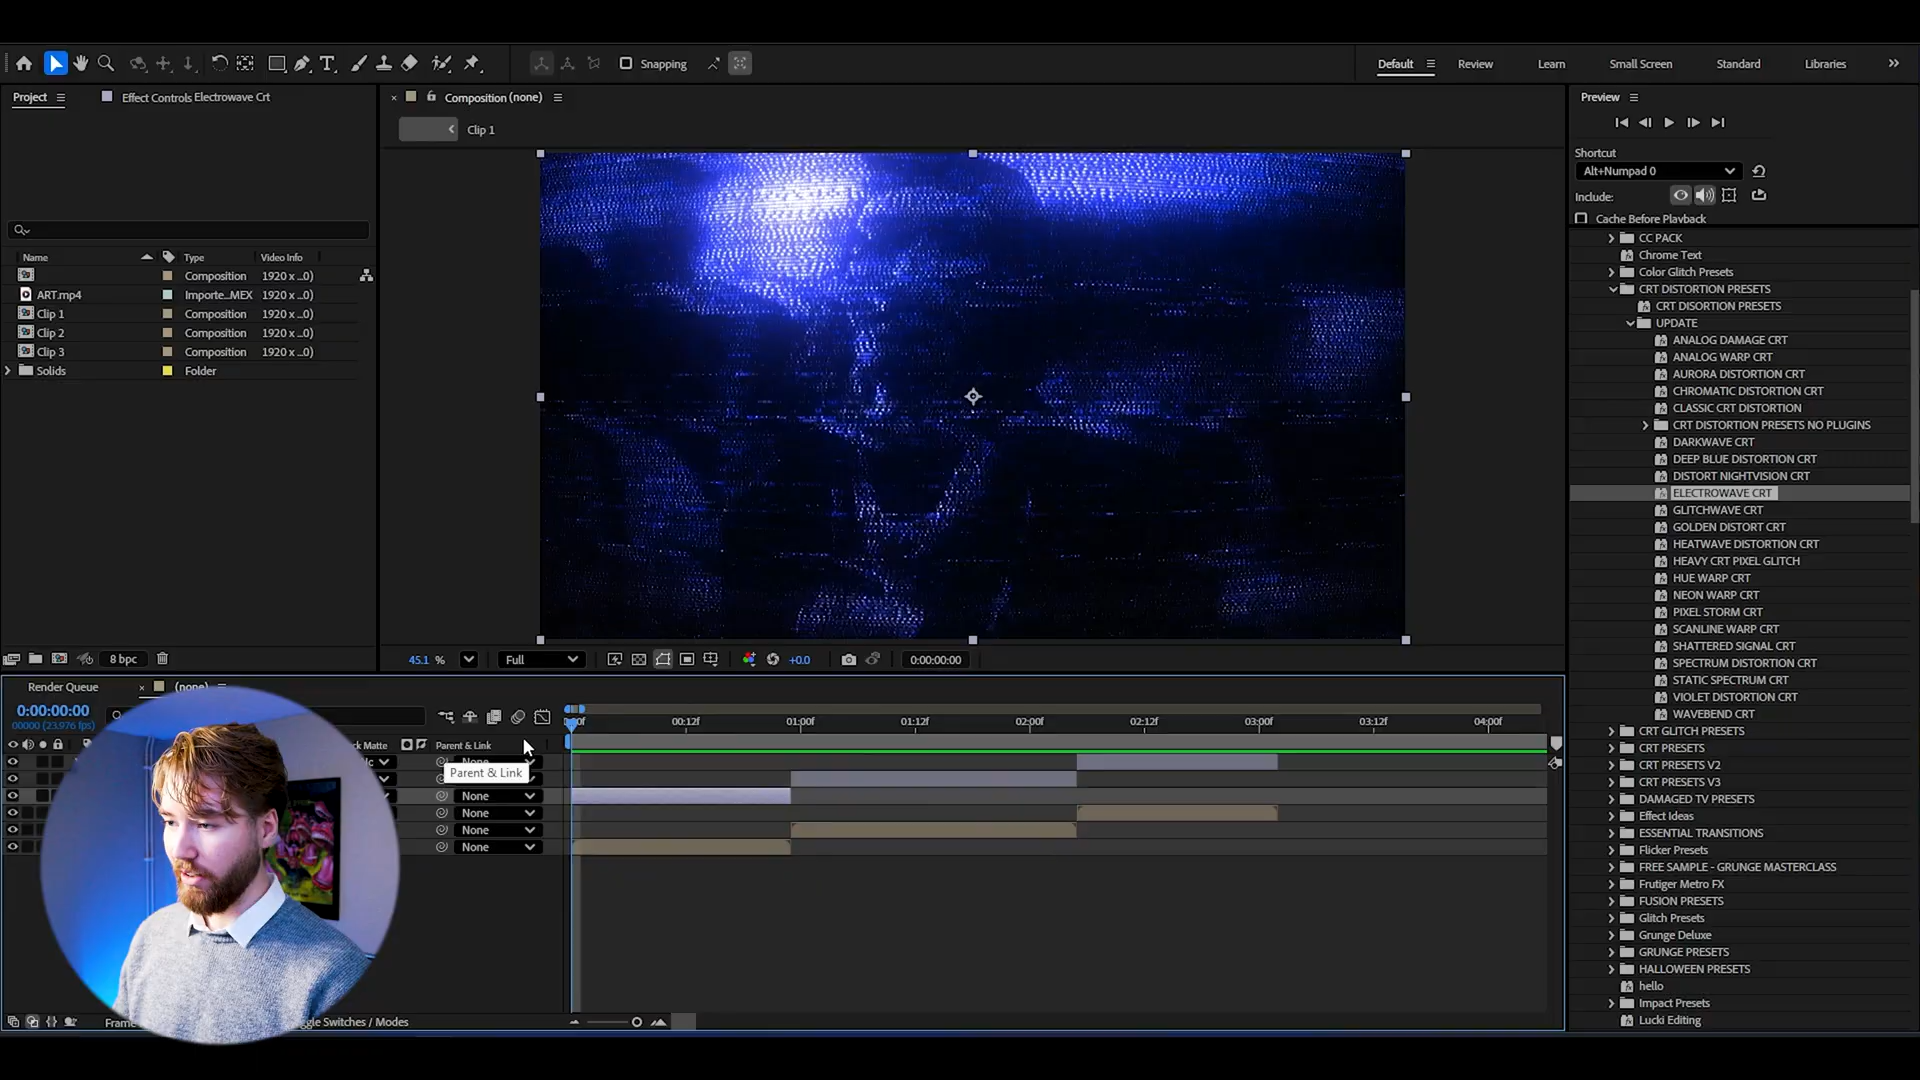 Snapping
Default
Review
Learn
Small Screen
Standard
Libraries
Project
Effect Controls Electrowave Crt
Composition (none)
Clip 1
Preview
Shortcut
Alt+Numpad 0
Include:
Cache Before Playback
Name
Type
Video Info
Composition 1920 x ...0)
ART.mp4 Importe...MEX 1920 x ...0)
Clip 1 Composition 1920 x ...0)
Clip 2 Composition 1920 x ...0)
Clip 3 Composition 1920 x ...0)
Solids Folder
8 bpc
45.1 %
Full
+0.0
0:00:00:00
CC PACK
Chrome Text
Color Glitch Presets
CRT DISTORTION PRESETS
CRT DISTORTION PRESETS
UPDATE
ANALOG DAMAGE CRT
ANALOG WARP CRT
AURORA DISTORTION CRT
CHROMATIC DISTORTION CRT
CLASSIC CRT DISTORTION
CRT DISTORTION PRESETS NO PLUGINS
DARKWAVE CRT
DEEP BLUE DISTORTION CRT
DISTORT NIGHTVISION CRT
ELECTROWAVE CRT
GLITCHWAVE CRT
GOLDEN DISTORT CRT
HEATWAVE DISTORTION CRT
HEAVY CRT PIXEL GLITCH
HUE WARP CRT
NEON WARP CRT
PIXEL STORM CRT
SCANLINE WARP CRT
SHATTERED SIGNAL CRT
SPECTRUM DISTORTION CRT
STATIC SPECTRUM CRT
VIOLET DISTORTION CRT
WAVEBEND CRT
CRT GLITCH PRESETS
CRT PRESETS
CRT PRESETS V2
CRT PRESETS V3
DAMAGED TV PRESETS
Effect Ideas
ESSENTIAL TRANSITIONS
Flicker Presets
FREE SAMPLE - GRUNGE MASTERCLASS
Frutiger Metro FX
FUSION PRESETS
Glitch Presets
Grunge Deluxe
GRUNGE PRESETS
HALLOWEEN PRESETS
hello
Impact Presets
Lucki Editing
Render Queue
(none)
0:00:00:00
00000 (23.976 fps)
00:12f
01:00f
01:12f
02:00f
02:12f
03:00f
03:12f
04:00f
Matte
Parent & Link
Parent & Link
None
None
None
None
Frame
Switches / Modes